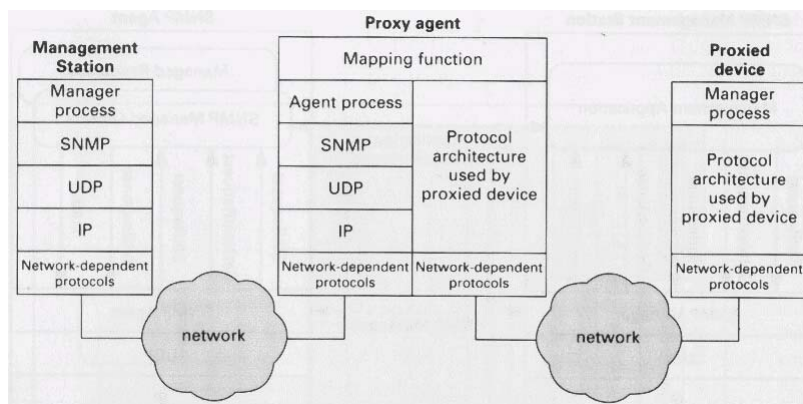 Proxy agent
Management
Station
Manager
process
SNMP
UDP
IP
Network-dependent
protocols
Mapping function
Agent process
SNMP
UDP
IP
Network-dependent
protocols
Protocol
architecture
used by
proxied device
Network-dependent
protocols
Proxied
device
Manager
process
Protocol
architecture
used by
proxied device
Network-dependent
protocols
network
network